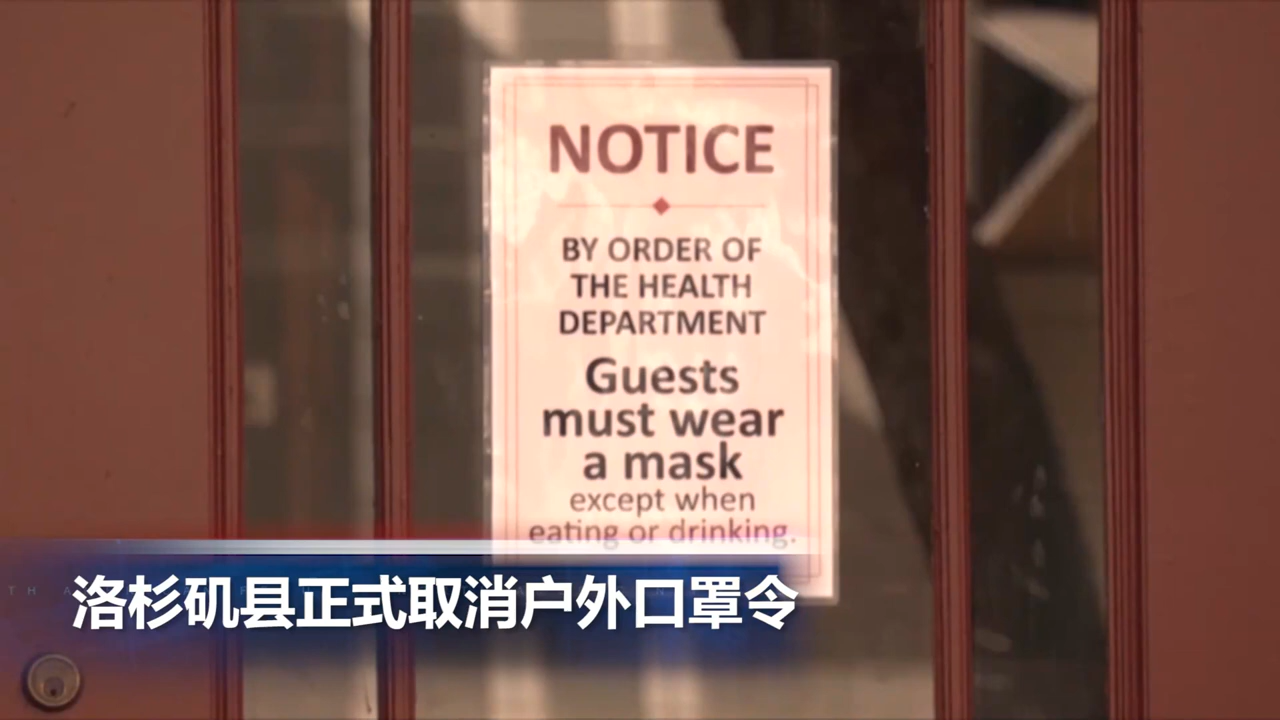 NOTICE
BY ORDER OF
THE HEALTH
DEPARTMENT
Guests
must wear
a mask
except when
eating or drinking.
洛杉矶县正式取消户外口罩令